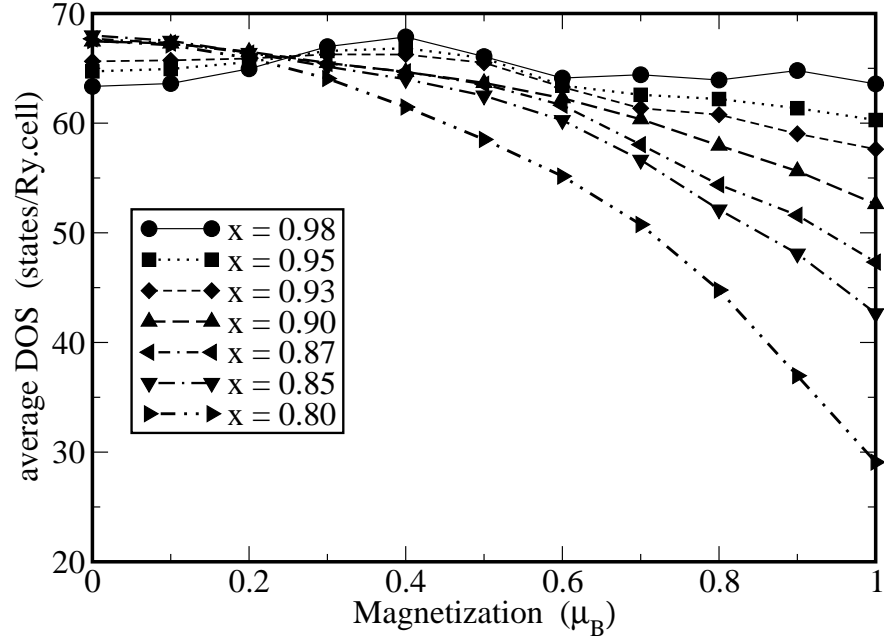 70
60
50
40
30
20
average DOS (states/Ry.cell)
x = 0.98
x = 0.95
x = 0.93
x = 0.90
x = 0.87
x = 0.85
x = 0.80
0 0.2 0.4 0.6 0.8 1
Magnetization (μB)